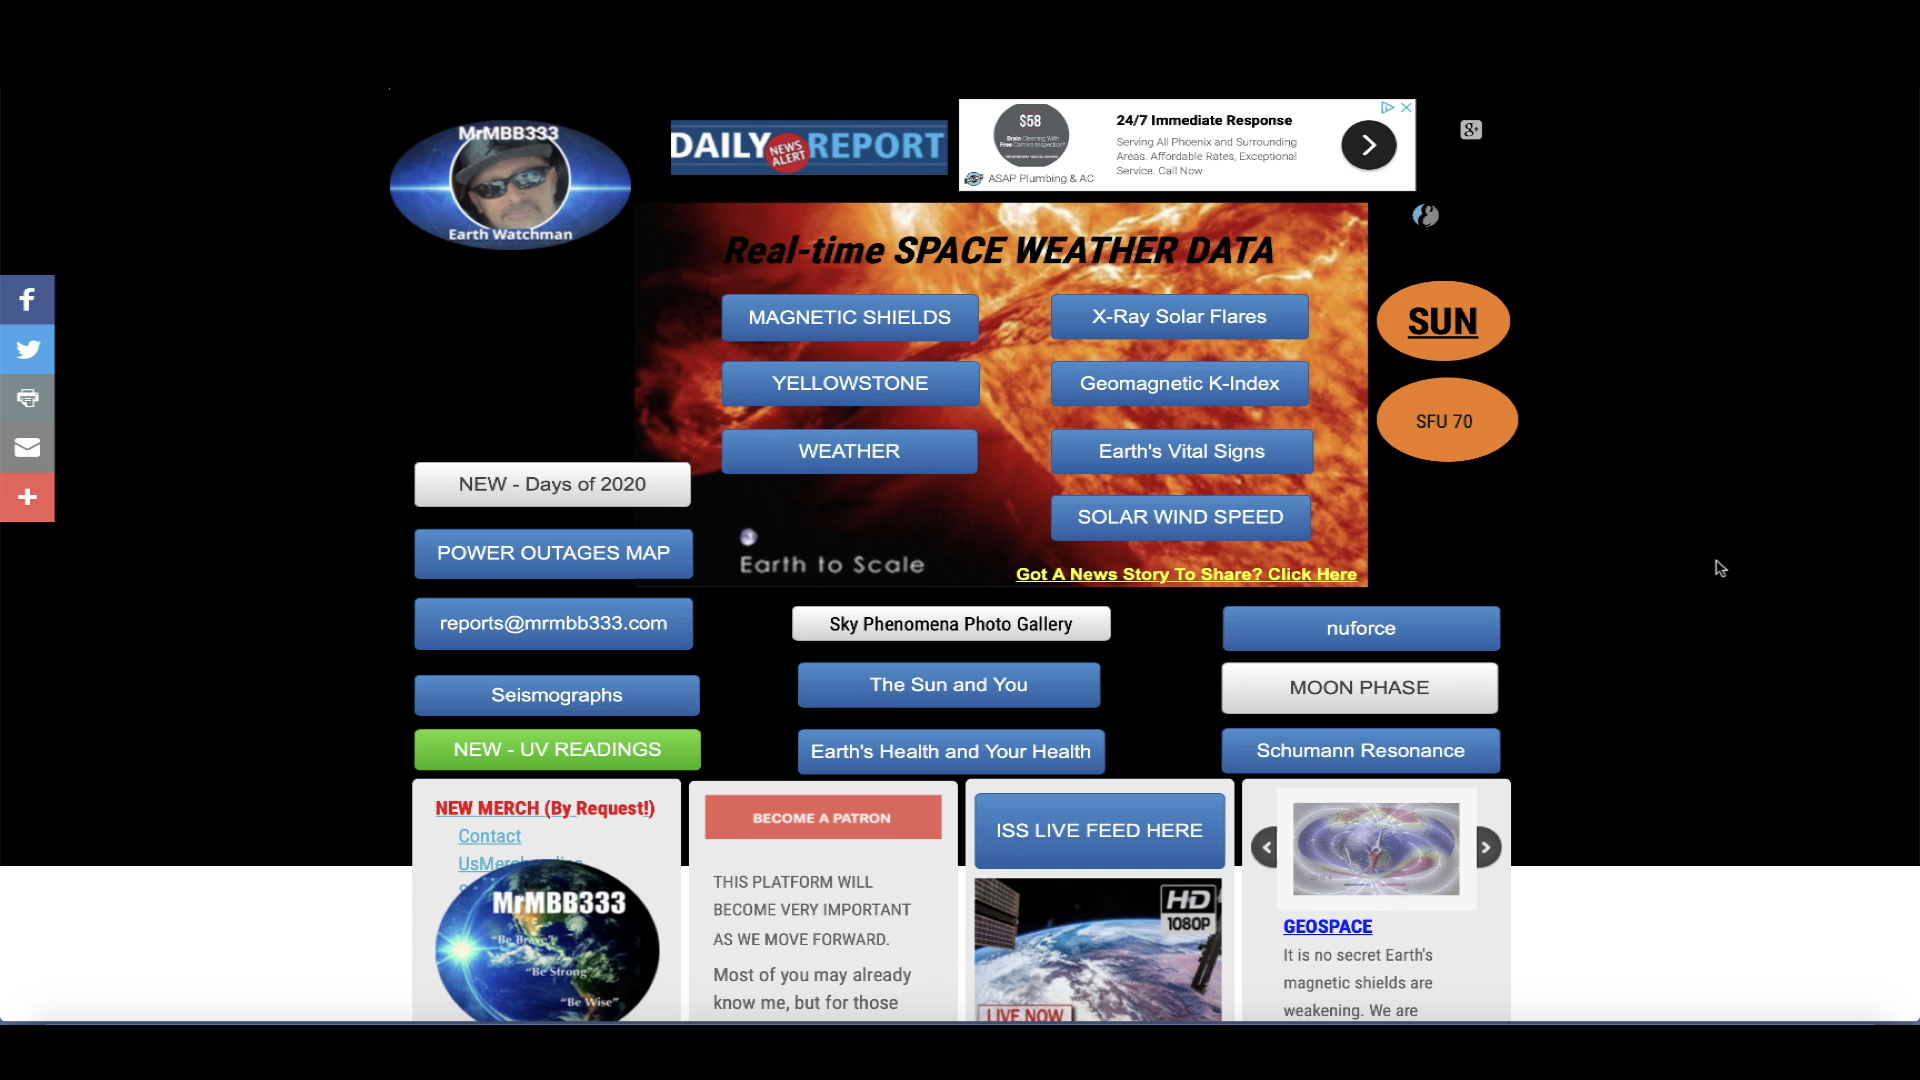 MrMBB333
Earth Watchman
DAILY NEWS ALERT REPORT
$58
Drain Cleaning With
Free Camera Inspection*
ASAP Plumbing & AC
24/7 Immediate Response
Serving All Phoenix and Surrounding
Areas. Affordable Rates, Exceptional
Service. Call Now
g+
Real-time SPACE WEATHER DATA
MAGNETIC SHIELDS
X-Ray Solar Flares
SUN
YELLOWSTONE
Geomagnetic K-Index
SFU 70
WEATHER
Earth's Vital Signs
NEW - Days of 2020
SOLAR WIND SPEED
POWER OUTAGES MAP
Earth to Scale
Got A News Story To Share? Click Here
reports@mrmbb333.com
Sky Phenomena Photo Gallery
nuforce
Seismographs
The Sun and You
MOON PHASE
NEW - UV READINGS
Earth's Health and Your Health
Schumann Resonance
NEW MERCH (By Request!)
Contact
MrMBB333
"Be Brave"
"Be Strong"
"Be Wise"
BECOME A PATRON
THIS PLATFORM WILL
BECOME VERY IMPORTANT
AS WE MOVE FORWARD.
Most of you may already
know me, but for those
ISS LIVE FEED HERE
HD
1080P
LIVE NOW
GEOSPACE
It is no secret Earth's
magnetic shields are
weakening. We are